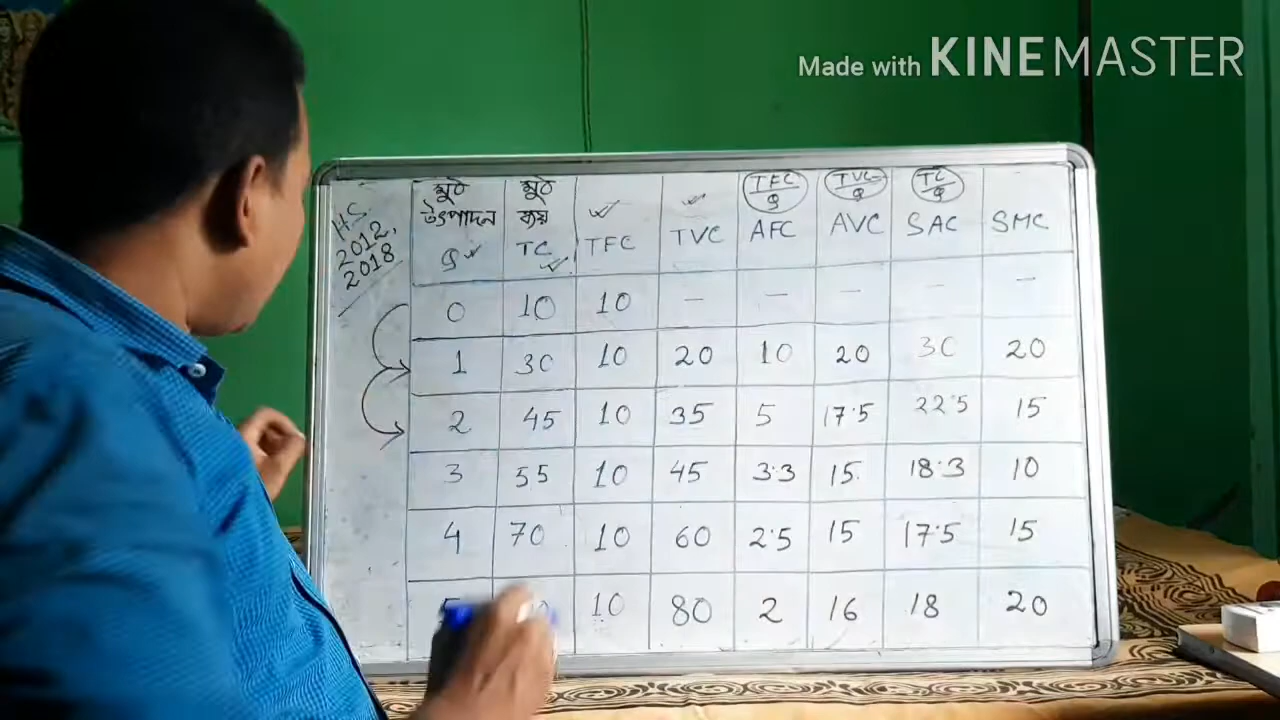 Made with KINEMASTER
H.S
2012,
2018
মুঠ উৎপাদন Q ✓ | মুঠ ব্যয় TC ✓ | ✓ TFC | ✓ TVC | TFC/Q AFC | TVC/Q AVC | TC/Q SAC | SMC
0 10 10 — — — — —
1 30 10 20 10 20 30 20
2 45 10 35 5 17.5 22.5 15
3 55 10 45 3.3 15. 18.3 10
4 70 10 60 2.5 15 17.5 15
10 80 2 16 18 20